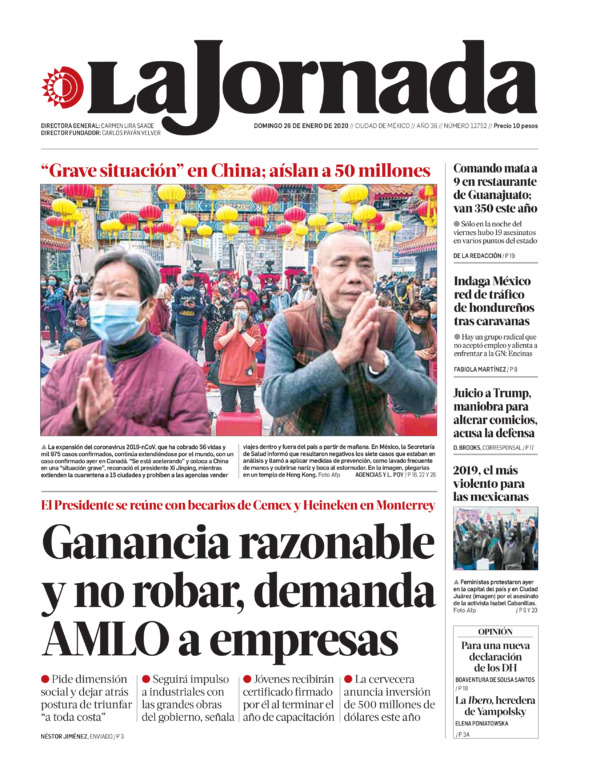 La Jornada
DIRECTORA GENERAL: CARMEN LIRA SAADE
DIRECTOR FUNDADOR: CARLOS PAYÁN VELVER
DOMINGO 26 DE ENERO DE 2020 // CIUDAD DE MÉXICO // AÑO 36 // NÚMERO 12752 // Precio 10 pesos
“Grave situación” en China; aíslan a 50 millones
▲ La expansión del coronavirus 2019-nCoV, que ha cobrado 56 vidas y
mil 975 casos confirmados, continúa extendiéndose por el mundo, con un
caso confirmado ayer en Canadá. “Se está acelerando” y coloca a China
en una “situación grave”, reconoció el presidente Xi Jinping, mientras
extienden la cuarentena a 15 ciudades y prohíben a las agencias vender
viajes dentro y fuera del país a partir de mañana. En México, la Secretaría
de Salud informó que resultaron negativos los siete casos que estaban en
análisis y llamó a aplicar medidas de prevención, como lavado frecuente
de manos y cubrirse nariz y boca al estornudar. En la imagen, plegarias
en un templo de Hong Kong. Foto Afp AGENCIAS Y L. POY / P 16, 22 Y 26
El Presidente se reúne con becarios de Cemex y Heineken en Monterrey
Ganancia razonable
y no robar, demanda
AMLO a empresas
● Pide dimensión
social y dejar atrás
postura de triunfar
“a toda costa”
● Seguirá impulso
a industriales con
las grandes obras
del gobierno, señala
● Jóvenes recibirán
certificado firmado
por él al terminar el
año de capacitación
● La cervecera
anuncia inversión
de 500 millones de
dólares este año
NÉSTOR JIMÉNEZ, ENVIADO / P 3
Comando mata a
9 en restaurante
de Guanajuato;
van 350 este año
● Sólo en la noche del
viernes hubo 19 asesinatos
en varios puntos del estado
DE LA REDACCIÓN / P 19
Indaga México
red de tráfico
de hondureños
tras caravanas
● Hay un grupo radical que
no aceptó empleo y alienta a
enfrentar a la GN: Encinas
FABIOLA MARTÍNEZ / P 8
Juicio a Trump,
maniobra para
alterar comicios,
acusa la defensa
D. BROOKS, CORRESPONSAL / P 17
2019, el más
violento para
las mexicanas
▲ Feministas protestaron ayer
en la capital del país y en Ciudad
Juárez (imagen) por el asesinato
de la activista Isabel Cabanillas.
Foto Afp / P 5 Y 20
OPINIÓN
Para una nueva
declaración
de los DH
BOAVENTURA DE SOUSA SANTOS
/ P 18
La Ibero, heredera
de Yampolsky
ELENA PONIATOWSKA
/ P 3A